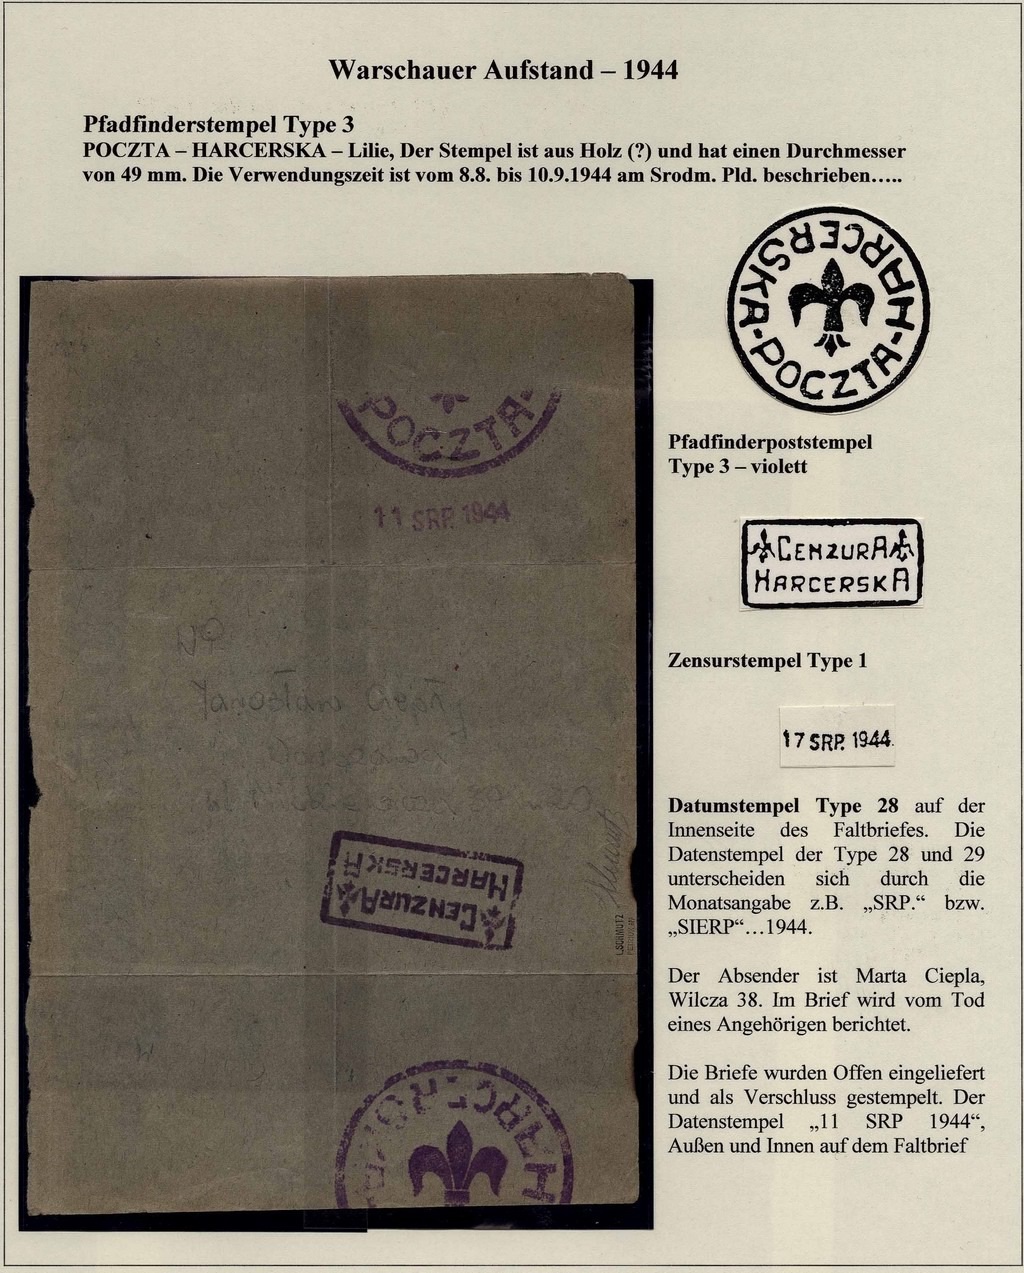 Warschauer Aufstand – 1944
Pfadfinderstempel Type 3
POCZTA – HARCERSKA – Lilie, Der Stempel ist aus Holz (?) und hat einen Durchmesser
von 49 mm. Die Verwendungszeit ist vom 8.8. bis 10.9.1944 am Srodm. Pld. beschrieben…..
HARCERSKA-POCZTA-
Pfadfinderpoststempel
Type 3 – violett
CENZURA
HARCERSKA
Zensurstempel Type 1
17 SRP. 1944.
Datumstempel Type 28 auf der
Innenseite des Faltbriefes. Die
Datenstempel der Type 28 und 29
unterscheiden sich durch die
Monatsangabe z.B. „SRP.“ bzw.
„SIERP“…1944.
Der Absender ist Marta Ciepla,
Wilcza 38. Im Brief wird vom Tod
eines Angehörigen berichtet.
Die Briefe wurden Offen eingeliefert
und als Verschluss gestempelt. Der
Datenstempel „11 SRP 1944“,
Außen und Innen auf dem Faltbrief
POCZTA-
11 SRP. 1944
CENZURA
HARCERSKA
L.SCHMUTZ
HARCERSKA